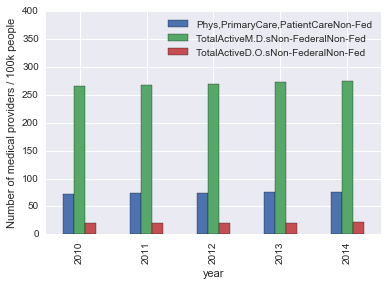 400
350
300
250
200
150
100
50
0
Number of medical providers / 100k people
Phys,PrimaryCare,PatientCareNon-Fed
TotalActiveM.D.sNon-FederalNon-Fed
TotalActiveD.O.sNon-FederalNon-Fed
2010
2011
2012
2013
2014
year